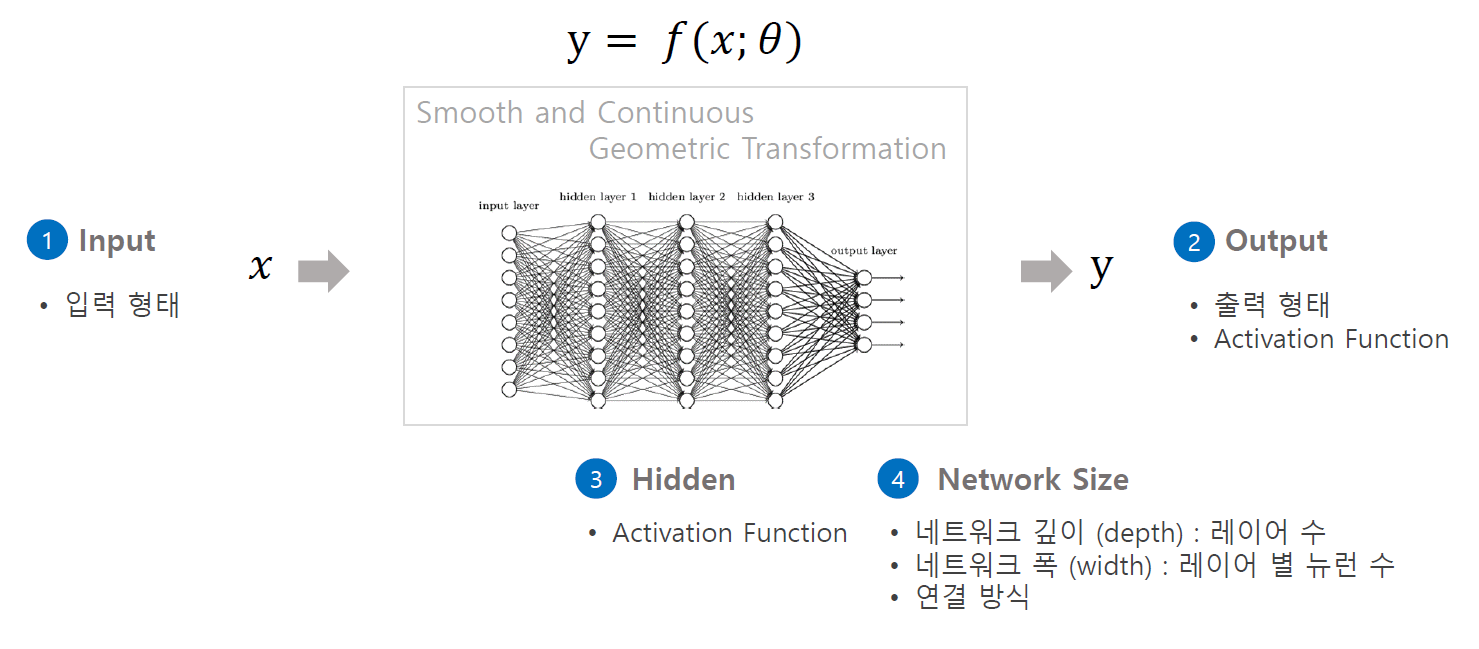 y = f(x; θ)
Smooth and Continuous
Geometric Transformation
input layer
hidden layer 1
hidden layer 2
hidden layer 3
output layer
1 Input
• 입력 형태
x
y
2 Output
• 출력 형태
• Activation Function
3 Hidden
• Activation Function
4 Network Size
• 네트워크 깊이 (depth) : 레이어 수
• 네트워크 폭 (width) : 레이어 별 뉴런 수
• 연결 방식